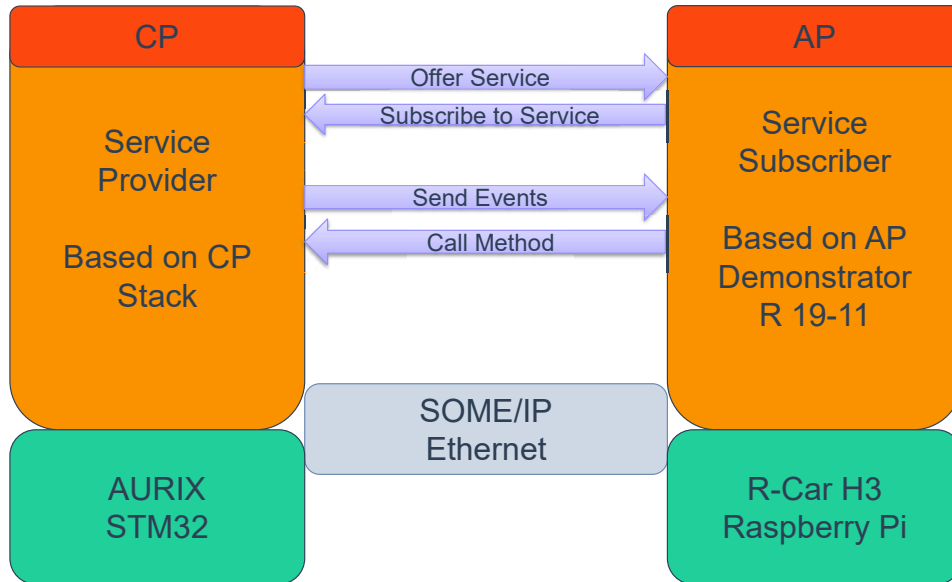 CP
Service
Provider
Based on CP
Stack
AURIX
STM32
Offer Service
Subscribe to Service
Send Events
Call Method
SOME/IP
Ethernet
AP
Service
Subscriber
Based on AP
Demonstrator
R 19-11
R-Car H3
Raspberry Pi